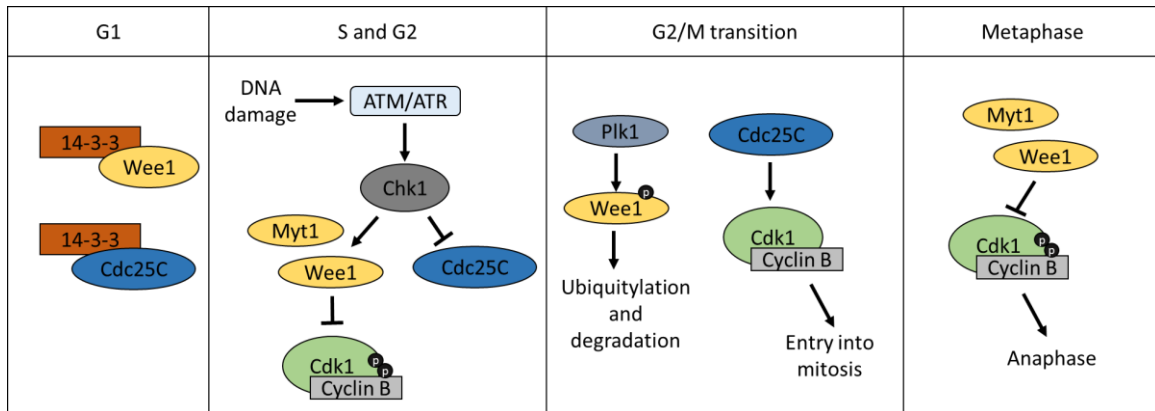 G1
S and G2
G2/M transition
Metaphase
14-3-3
Wee1
14-3-3
Cdc25C
DNA
damage
ATM/ATR
Chk1
Myt1
Wee1
Cdc25C
Cdk1
p
p
Cyclin B
Plk1
Wee1
p
Ubiquitylation
and
degradation
Cdc25C
Cdk1
Cyclin B
Entry into
mitosis
Myt1
Wee1
Cdk1
p
p
Cyclin B
Anaphase